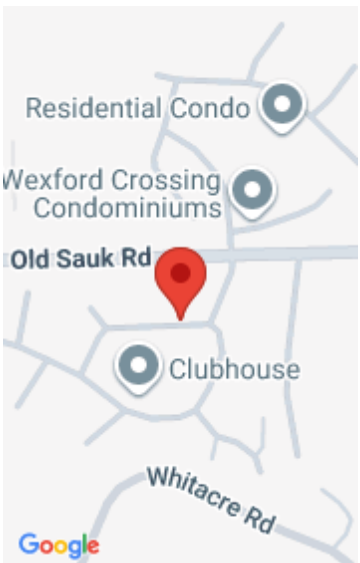 Residential Condo
Wexford Crossing
Condominiums
Old Sauk Rd
Clubhouse
Whitacre Rd
Google